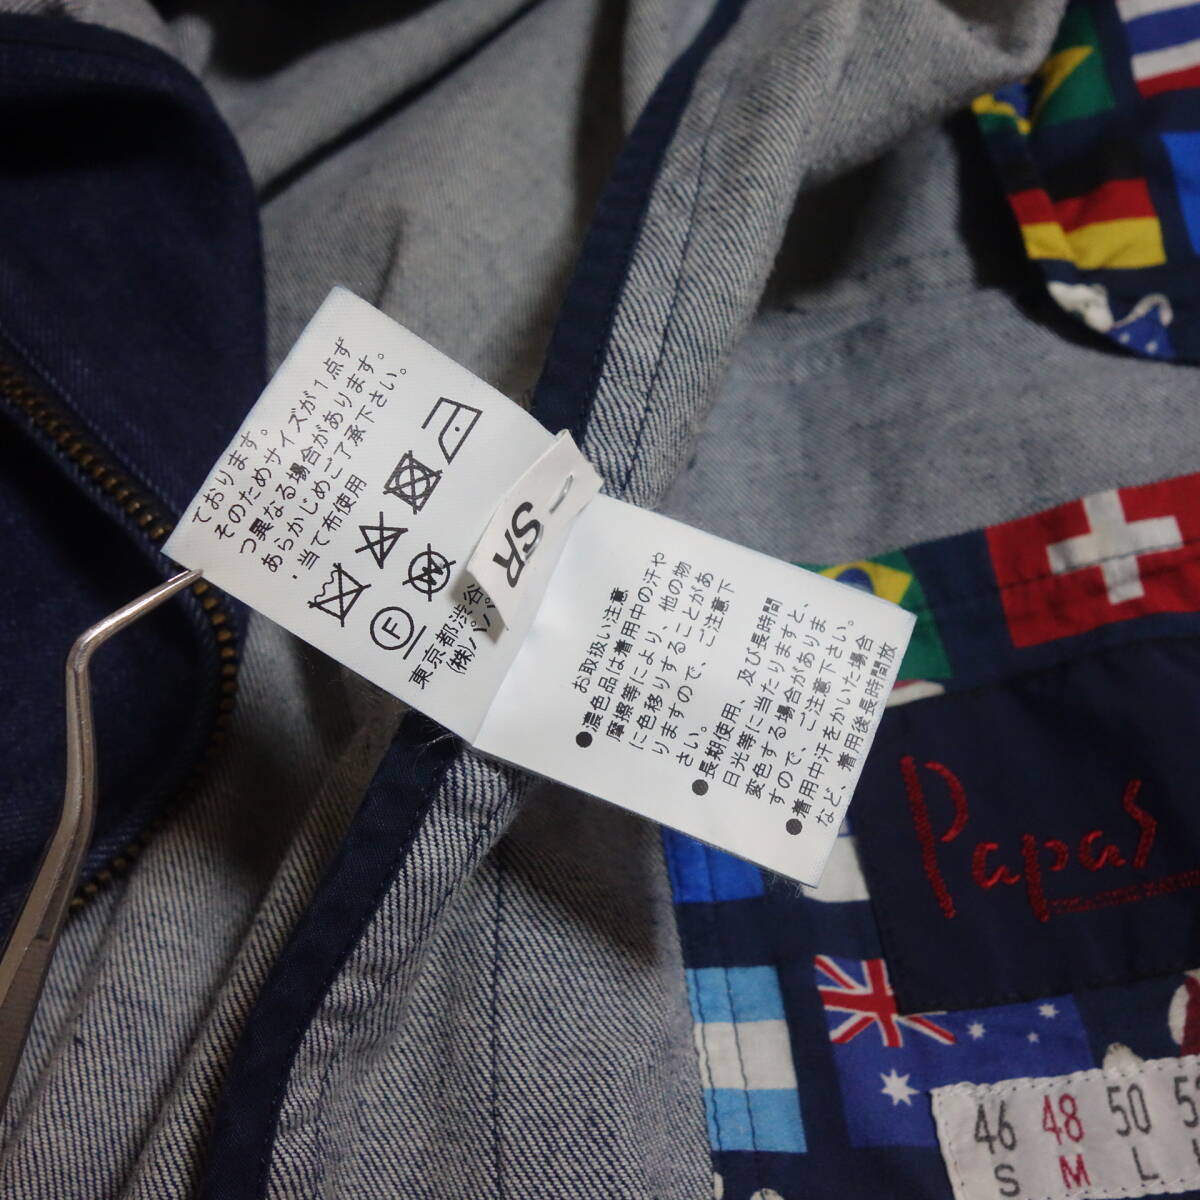 ております。
そのためサイズが1点ず
つ異なる場合があります。
あらかじめご了承下さい。
・当て布使用
W
F
東京都渋谷
(株)パパ
SR
お取扱い注意
●濃色品は着用中の汗や
摩擦等により、他の物
に色移りすることがあ
りますので、ご注意下
さい。
●長期使用、及び長時間
日光等に当たりますと、
変色する場合がありま
すので、ご注意下さい。
●着用中汗をかいた場合
など、着用後長時間放
Papas
46 48 50
S M L